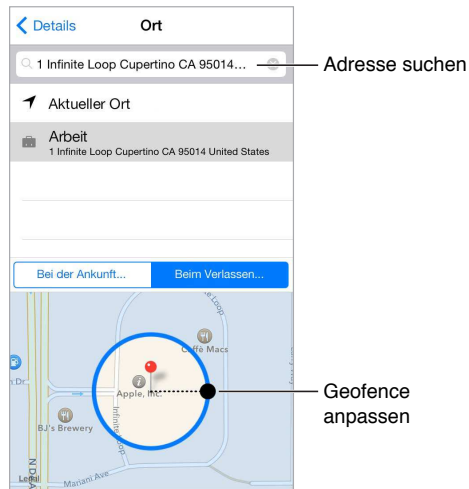 Details
Ort
1 Infinite Loop Cupertino CA 95014...
Adresse suchen
Aktueller Ort
Arbeit
1 Infinite Loop Cupertino CA 95014 United States
Bei der Ankunft...
Beim Verlassen...
Loop
Caffè Macs
Dr
Apple, Inc.
Geofence
anpassen
BJ's Brewery
Infinite Loop
Mariani Ave
N D
Legal